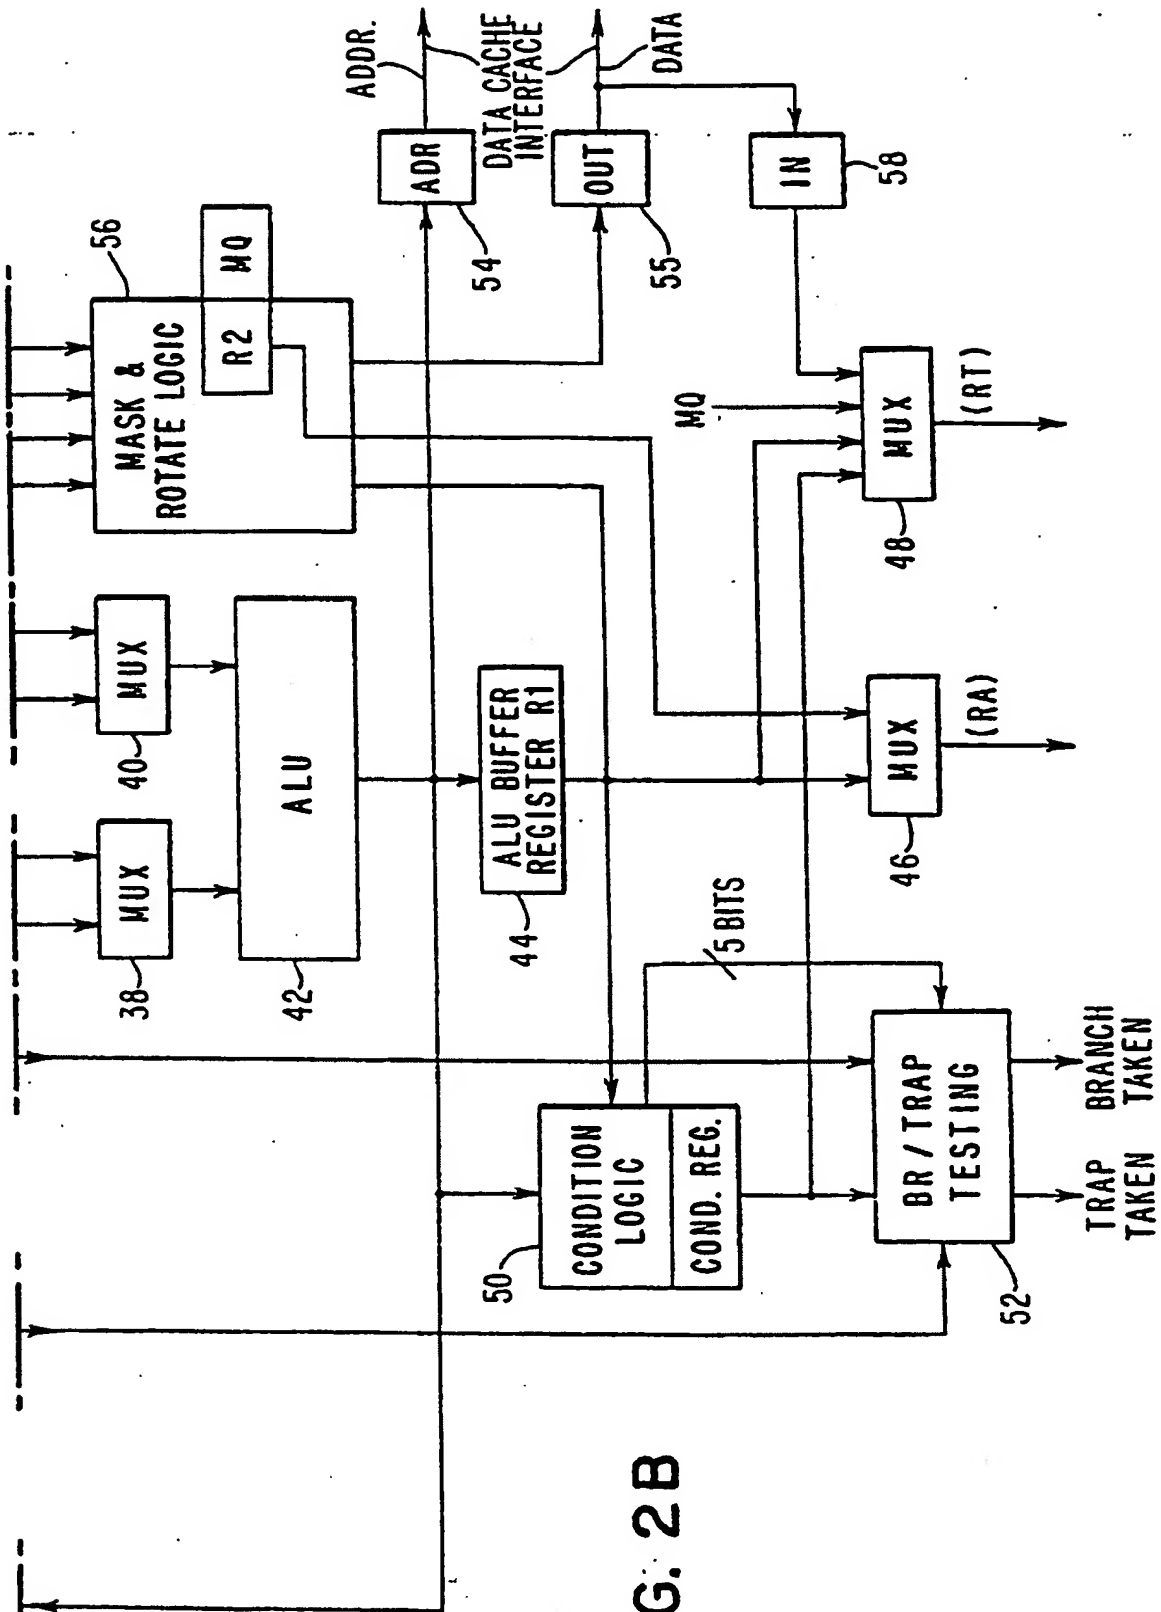 56
MASK &
ROTATE LOGIC
R2
MQ
ADDR.
DATA CACHE
INTERFACE
DATA
ADR
54
OUT
55
IN
58
MUX
38
MUX
40
ALU
42
ALU BUFFER
REGISTER R1
44
5 BITS
MQ
MUX
48
(RT)
MUX
46
(RA)
50
CONDITION
LOGIC
COND. REG.
BR/TRAP
TESTING
52
TRAP
TAKEN
BRANCH
TAKEN
G. 2B